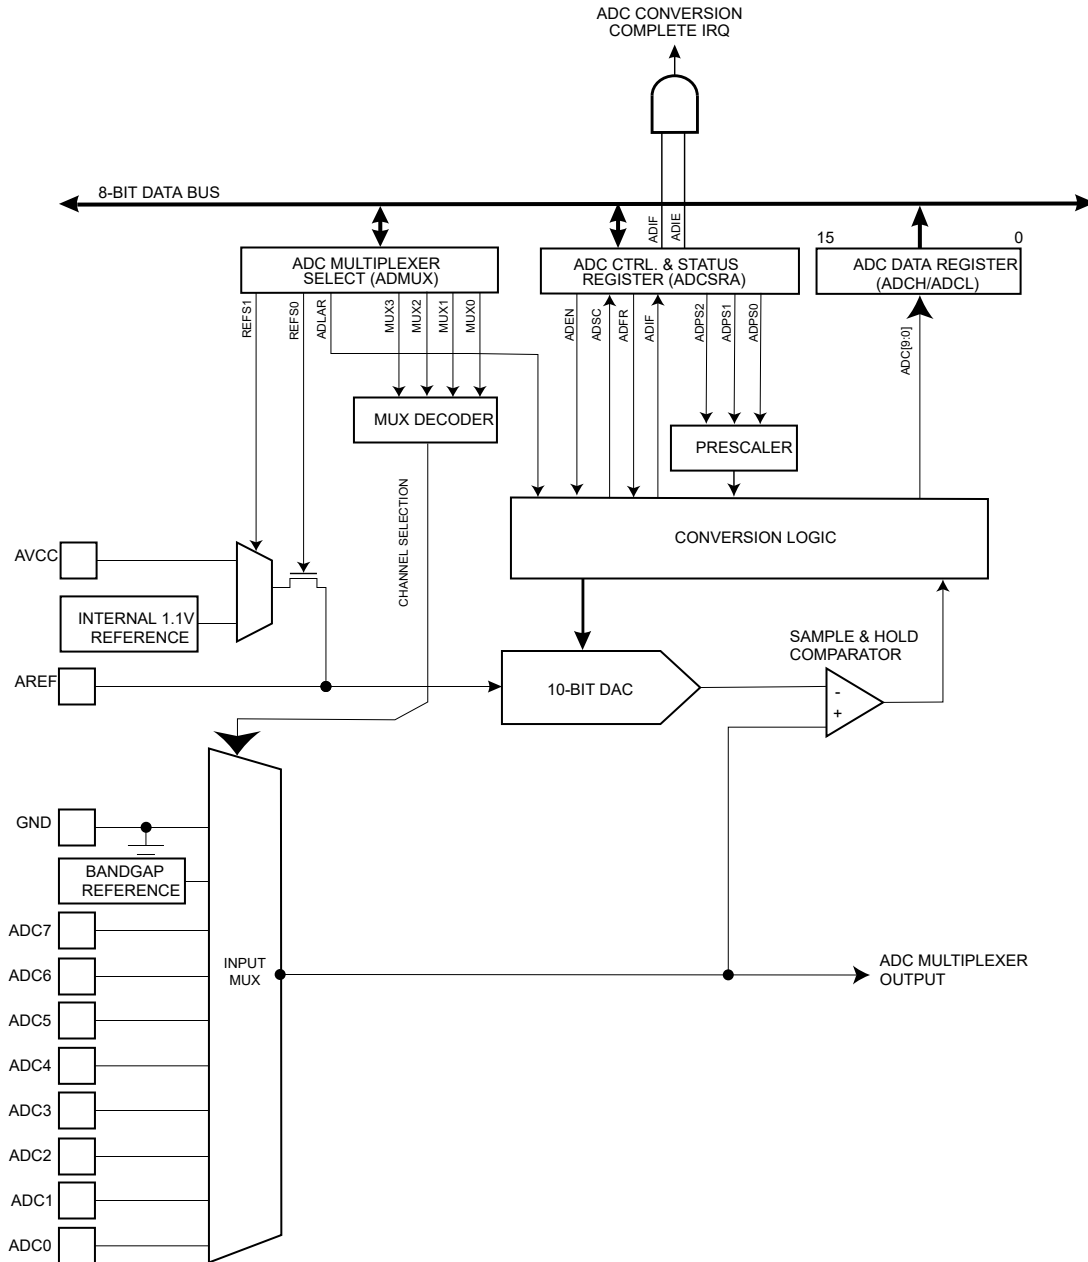 ADC CONVERSION
COMPLETE IRQ
8-BIT DATA BUS
ADIF
ADIE
15
0
ADC MULTIPLEXER
SELECT (ADMUX)
ADC CTRL. & STATUS
REGISTER (ADCSRA)
ADC DATA REGISTER
(ADCH/ADCL)
REFS1
REFS0
ADLAR
MUX3
MUX2
MUX1
MUX0
ADEN
ADSC
ADFR
ADIF
ADPS2
ADPS1
ADPS0
ADC[9:0]
MUX DECODER
PRESCALER
CHANNEL SELECTION
CONVERSION LOGIC
AVCC
INTERNAL 1.1V
REFERENCE
SAMPLE & HOLD
COMPARATOR
AREF
10-BIT DAC
-
+
GND
BANDGAP
REFERENCE
ADC7
ADC6
ADC5
ADC4
ADC3
ADC2
ADC1
ADC0
INPUT
MUX
ADC MULTIPLEXER
OUTPUT